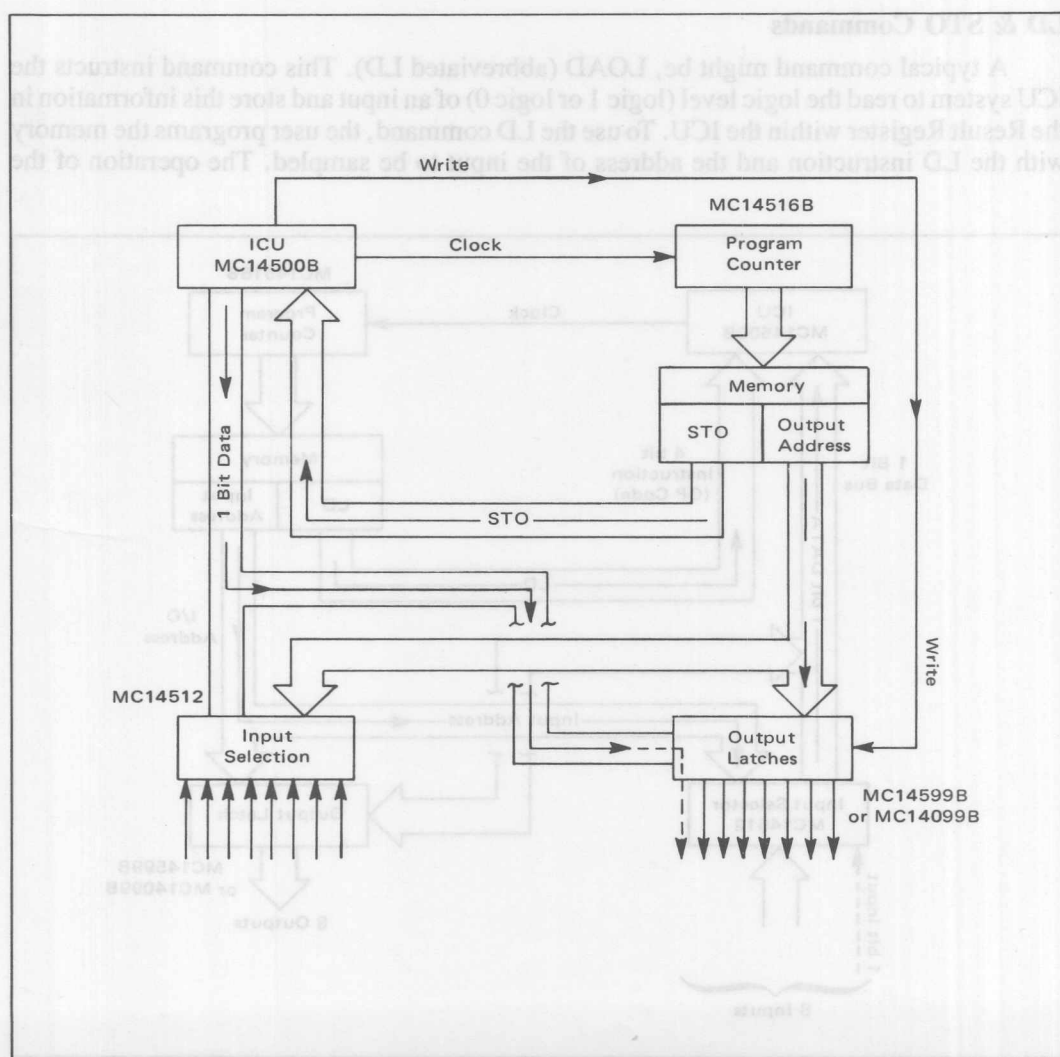 LD & STO Commands
A typical command might be, LOAD (abbreviated LD). This command instructs the
CU system to read the logic level (logic 1 or logic 0) of an input and store this information in
he Result Register within the ICU. To use the LD command, the user programs the memory
with the LD instruction and the address of the input to be sampled. The operation of the
Write
MC14516B
ICU
MC14500B
Clock
Program
Counter
Memory
STO
Output
Address
1 Bit Data
STO
Write
MC14512
Input
Selection
Output
Latches
MC14599B
or MC14099B